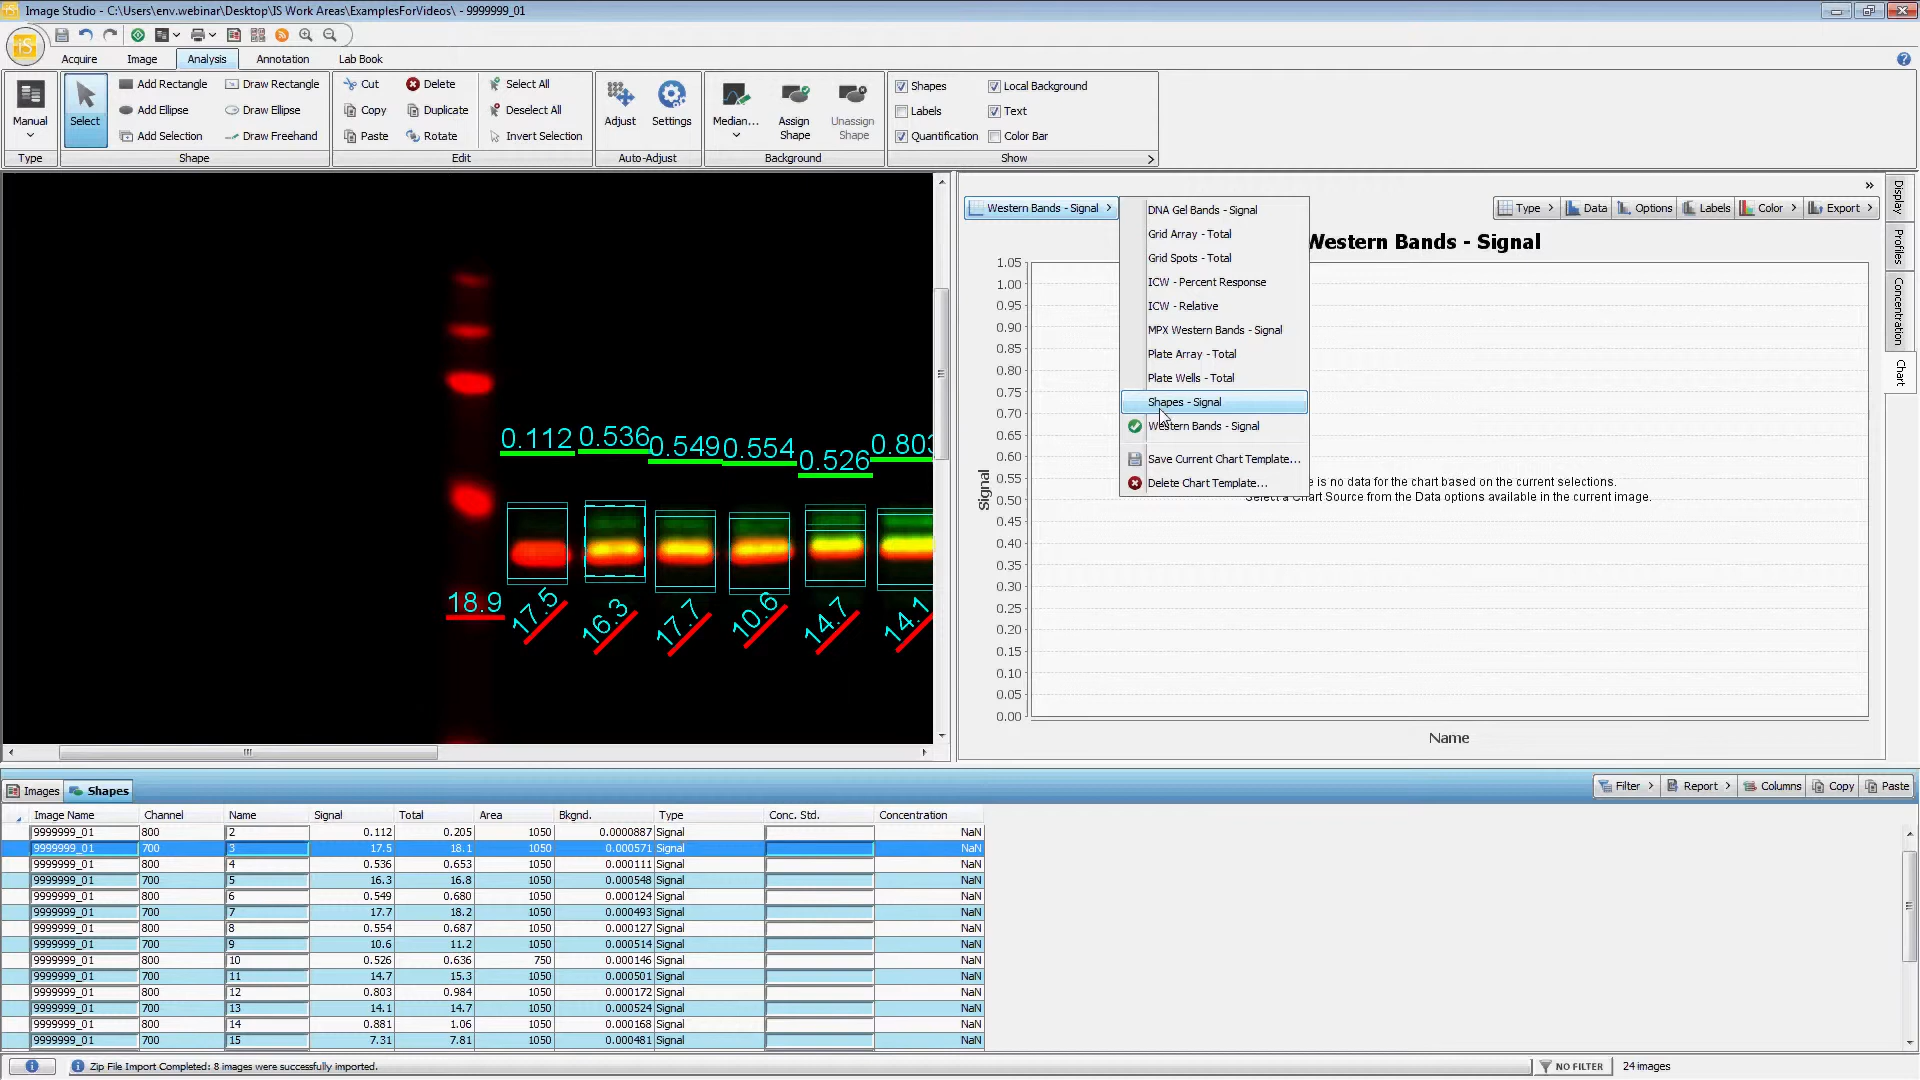 Image Studio - C:\Users\env.webinar\Desktop\IS Work Areas\ExamplesForVideos\ - 9999999_01
iS
Acquire Image Analysis Annotation Lab Book
Manual
Type
Select
Add Rectangle Draw Rectangle
Add Ellipse Draw Ellipse
Add Selection Draw Freehand
Shape
Cut Delete Select All
Copy Duplicate Deselect All
Paste Rotate Invert Selection
Edit
Adjust Settings
Auto-Adjust
Median... Assign Shape Unassign Shape
Background
Shapes Local Background
Labels Text
Quantification Color Bar
Show
0.112 0.536 0.549 0.554 0.526 0.803
18.9 17.5 16.3 17.7 10.6 14.7 14.1
Western Bands - Signal
DNA Gel Bands - Signal
Grid Array - Total
Grid Spots - Total
ICW - Percent Response
ICW - Relative
MPX Western Bands - Signal
Plate Array - Total
Plate Wells - Total
Shapes - Signal
Western Bands - Signal
Save Current Chart Template...
Delete Chart Template...
Type Data Options Labels Color Export
Western Bands - Signal
1.05
1.00
0.95
0.90
0.85
0.80
0.75
0.70
0.65
0.60
0.55
0.50
0.45
0.40
0.35
0.30
0.25
0.20
0.15
0.10
0.05
0.00
Signal
is no data for the chart based on the current selections.
Select a Chart Source from the Data options available in the current image.
Name
Display
Profiles
Concentration
Chart
Images Shapes
Filter Report Columns Copy Paste
Image Name Channel Name Signal Total Area Bkgnd. Type Conc. Std. Concentration
9999999_01 800 2 0.112 0.205 1050 0.0000887 Signal NaN
9999999_01 700 3 17.5 18.1 1050 0.000571 Signal NaN
9999999_01 800 4 0.536 0.653 1050 0.000111 Signal NaN
9999999_01 700 5 16.3 16.8 1050 0.000548 Signal NaN
9999999_01 800 6 0.549 0.680 1050 0.000124 Signal NaN
9999999_01 700 7 17.7 18.2 1050 0.000493 Signal NaN
9999999_01 800 8 0.554 0.687 1050 0.000127 Signal NaN
9999999_01 700 9 10.6 11.2 1050 0.000514 Signal NaN
9999999_01 800 10 0.526 0.636 750 0.000146 Signal NaN
9999999_01 700 11 14.7 15.3 1050 0.000501 Signal NaN
9999999_01 800 12 0.803 0.984 1050 0.000172 Signal NaN
9999999_01 700 13 14.1 14.7 1050 0.000524 Signal NaN
9999999_01 800 14 0.881 1.06 1050 0.000168 Signal NaN
9999999_01 700 15 7.31 7.81 1050 0.000481 Signal NaN
Zip File Import Completed: 8 images were successfully imported.
NO FILTER 24 images